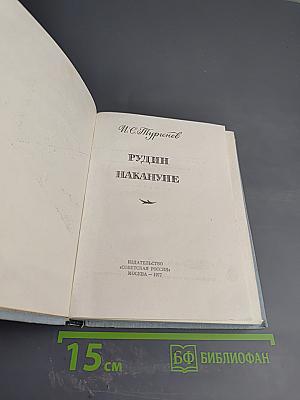 И. С. Тургенев
РУДИН
НАКАНУНЕ
ИЗДАТЕЛЬСТВО
«СОВЕТСКАЯ РОССИЯ»
МОСКВА — 1977
15 см
БФ БИБЛИОФАН